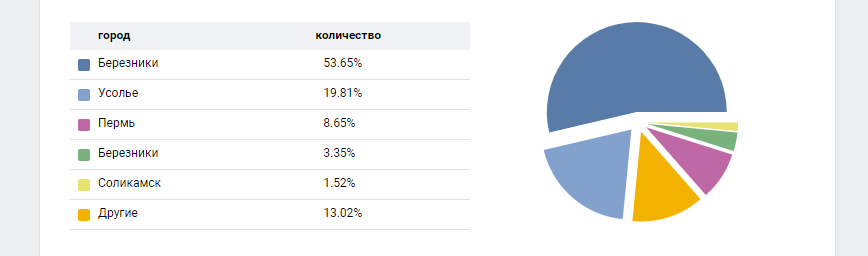 город количество
Березники 53.65%
Усолье 19.81%
Пермь 8.65%
Березники 3.35%
Соликамск 1.52%
Другие 13.02%